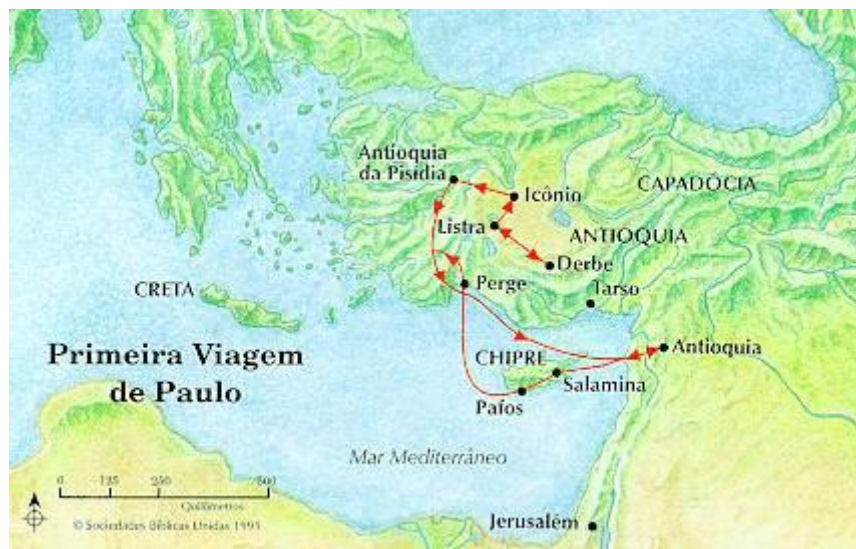 Antioquia
da Pisídia
Icônio
CAPADÓCIA
Listra
ANTIOQUIA
Derbe
CRETA
Perge
Tarso
Primeira Viagem
de Paulo
CHIPRE
Antioquia
Salamina
Pafos
Mar Mediterrâneo
0 125 250 500
Quilómetros
© Sociedades Bíblicas Unidas 1995
Jerusalém